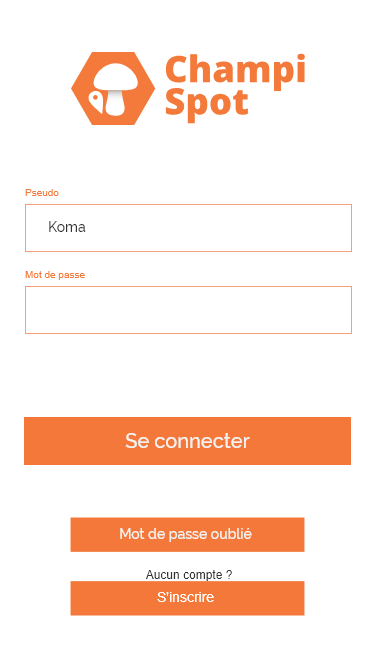 Champi
Spot
Pseudo
Koma
Mot de passe
Se connecter
Mot de passe oublié
Aucun compte ?
S'inscrire